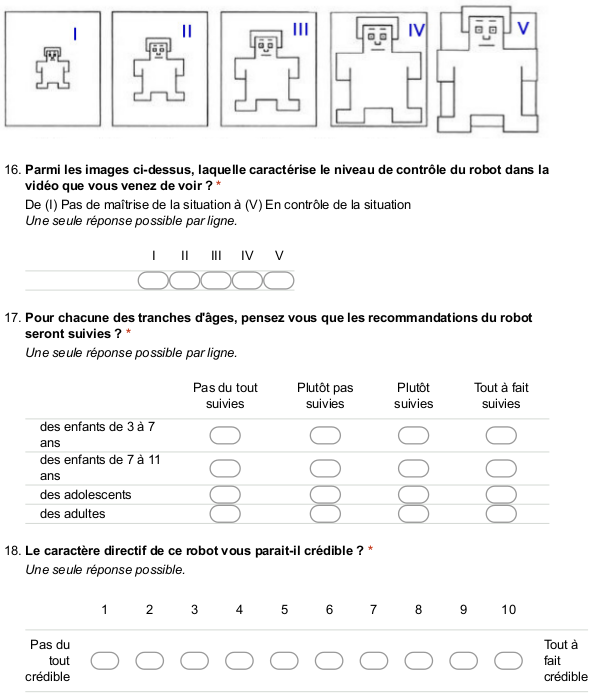 I II III IV V
16. Parmi les images ci-dessus, laquelle caractérise le niveau de contrôle du robot dans la
vidéo que vous venez de voir ? *
De (I) Pas de maîtrise de la situation à (V) En contrôle de la situation
Une seule réponse possible par ligne.
I II III IV V
17. Pour chacune des tranches d'âges, pensez vous que les recommandations du robot
seront suivies ? *
Une seule réponse possible par ligne.
Pas du tout suivies
Plutôt pas suivies
Plutôt suivies
Tout à fait suivies
des enfants de 3 à 7
ans
des enfants de 7 à 11
ans
des adolescents
des adultes
18. Le caractère directif de ce robot vous parait-il crédible ? *
Une seule réponse possible.
1 2 3 4 5 6 7 8 9 10
Pas du
tout
crédible
Tout à
fait
crédible